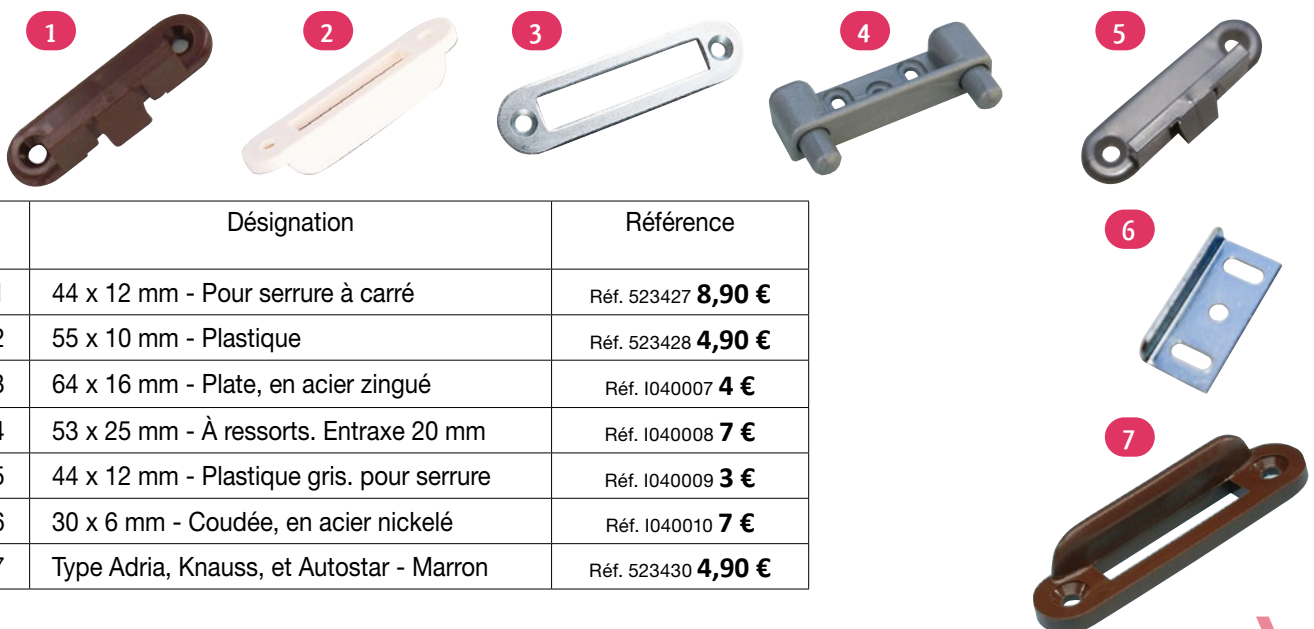 1
2
3
4
5
Désignation Référence
1 44 x 12 mm - Pour serrure à carré Réf. 523427 8,90 €
2 55 x 10 mm - Plastique Réf. 523428 4,90 €
3 64 x 16 mm - Plate, en acier zingué Réf. I040007 4 €
4 53 x 25 mm - À ressorts. Entraxe 20 mm Réf. I040008 7 €
5 44 x 12 mm - Plastique gris. pour serrure Réf. I040009 3 €
6 30 x 6 mm - Coudée, en acier nickelé Réf. I040010 7 €
7 Type Adria, Knauss, et Autostar - Marron Réf. 523430 4,90 €
6
7